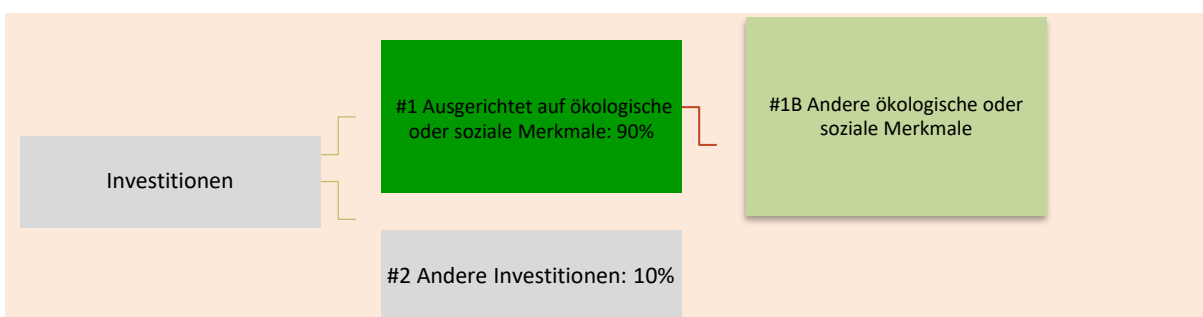 Investitionen
#1 Ausgerichtet auf ökologische
oder soziale Merkmale: 90%
#1B Andere ökologische oder
soziale Merkmale
#2 Andere Investitionen: 10%